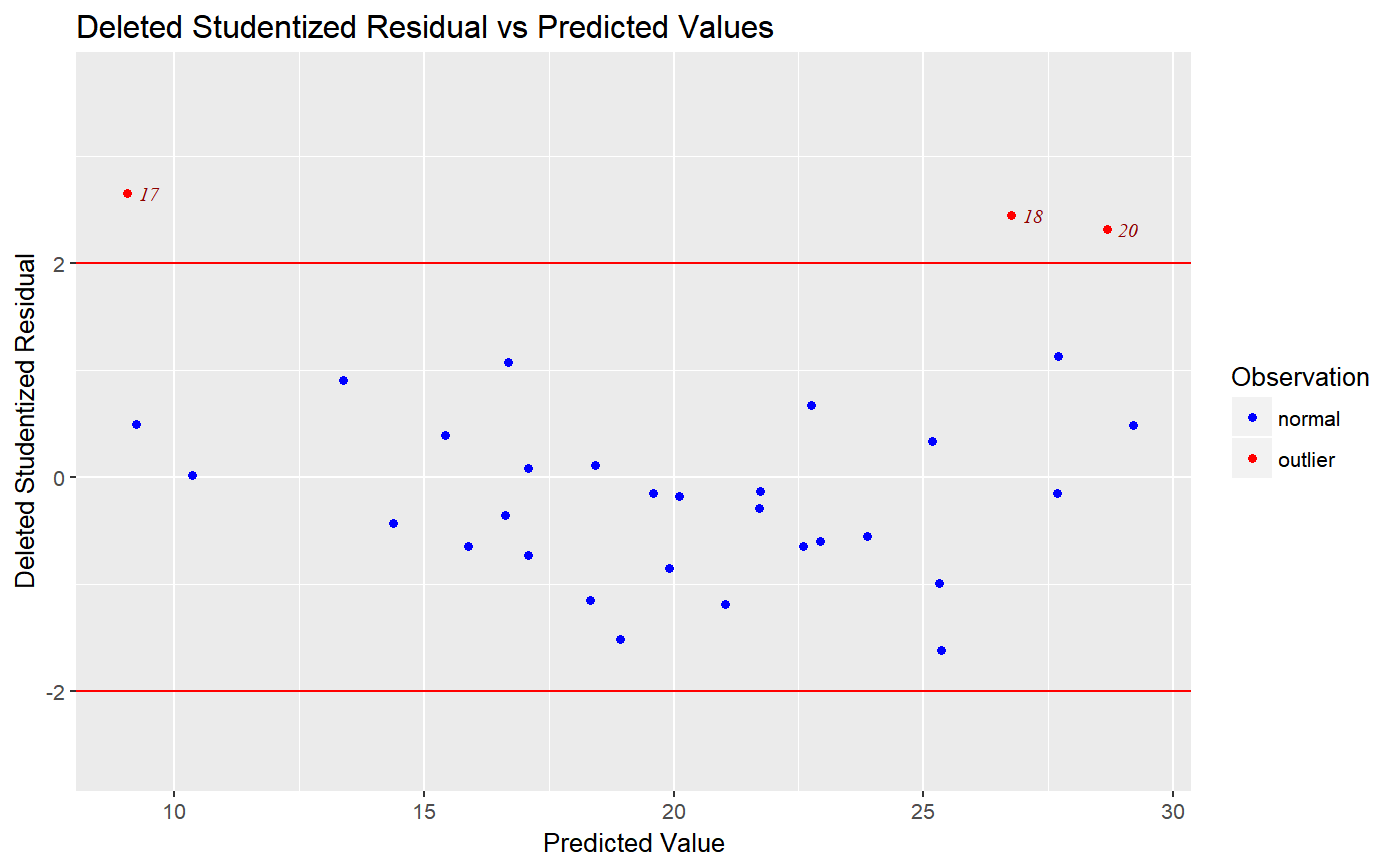 Deleted Studentized Residual vs Predicted Values
Deleted Studentized Residual
2
0
-2
17
18
20
10
15
20
25
30
Predicted Value
Observation
normal
outlier